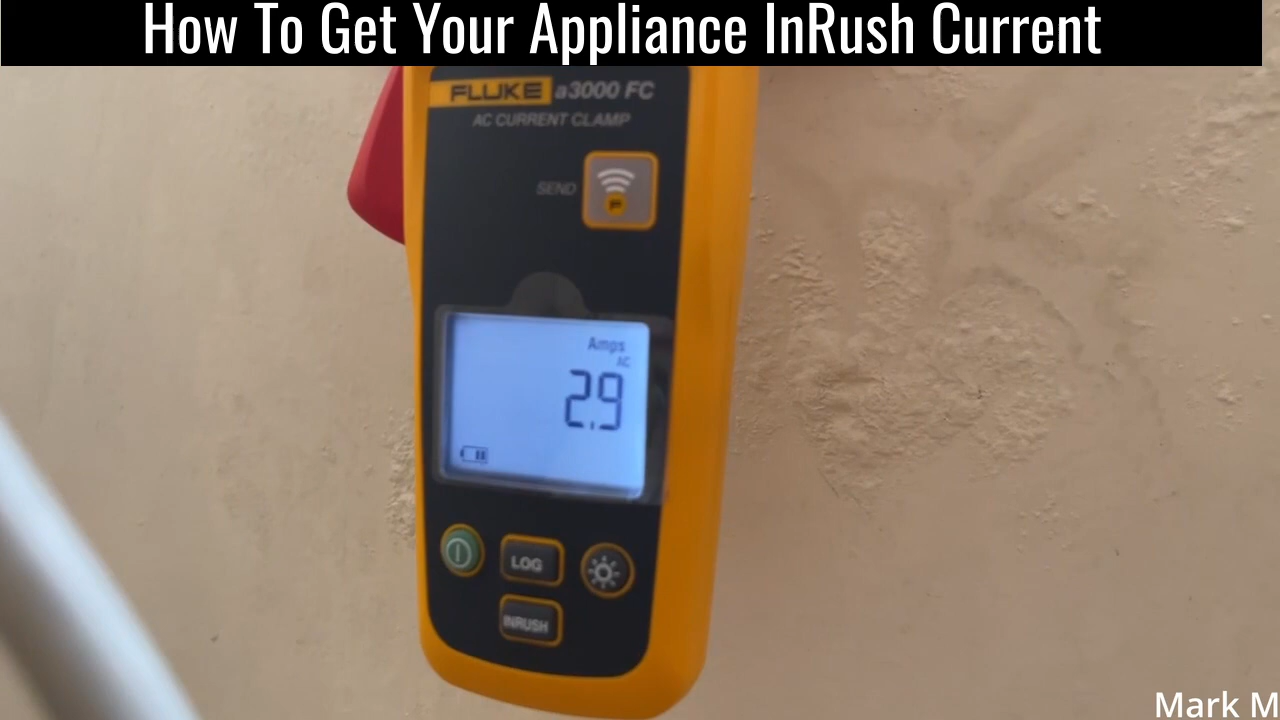 How To Get Your Appliance InRush Current
FLUKE a3000 FC
AC CURRENT CLAMP
SEND
Amps
AC
2.9
LOG
INRUSH
Mark M